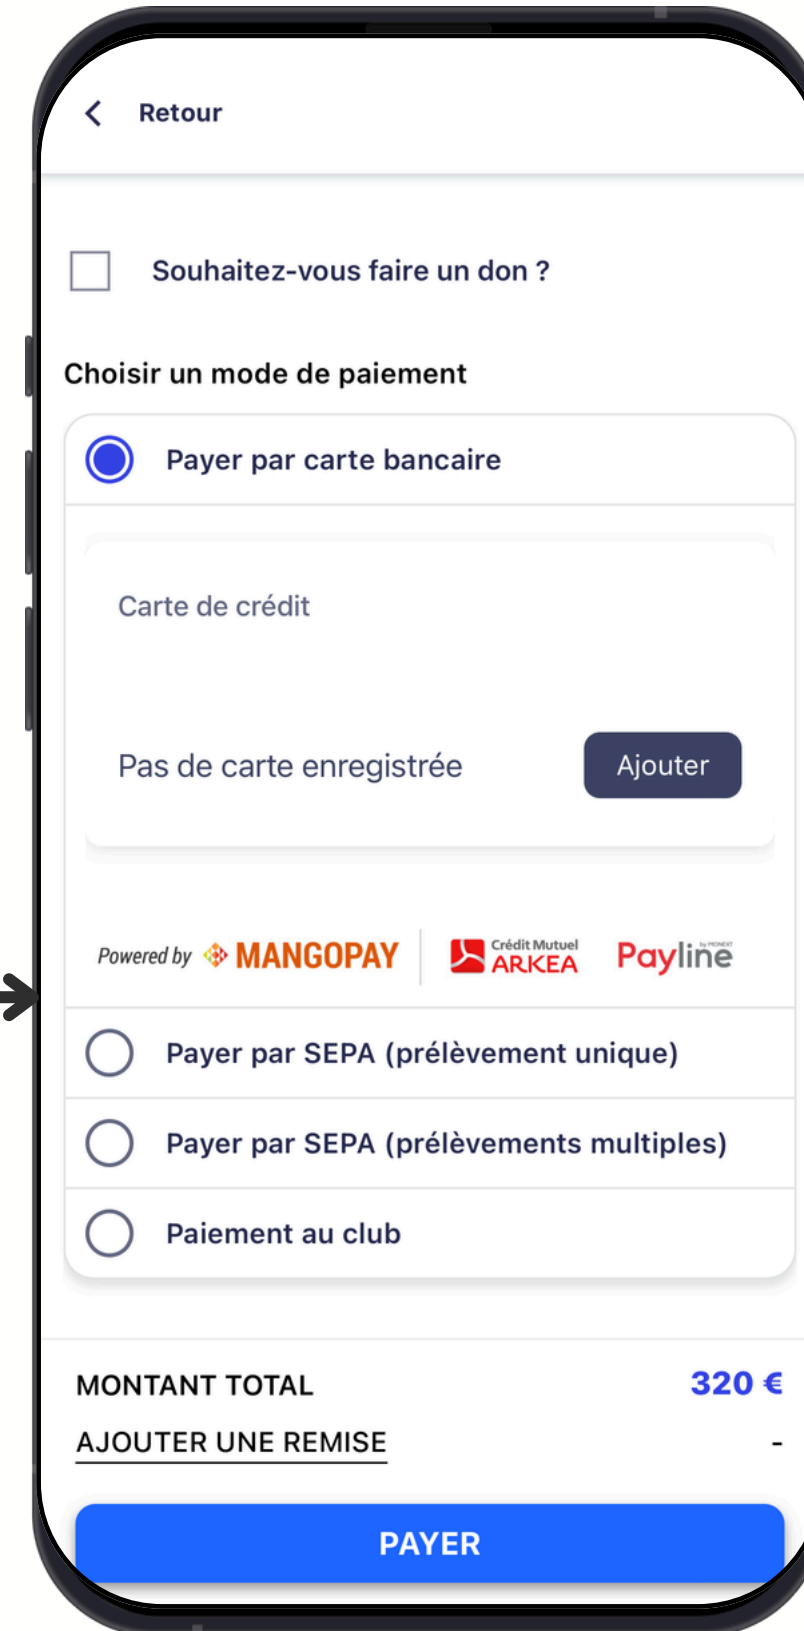 Retour
Souhaitez-vous faire un don ?
Choisir un mode de paiement
Payer par carte bancaire
Carte de crédit
Pas de carte enregistrée
Ajouter
Powered by MANGOPAY
Crédit Mutuel
ARKEA
by MONEXT
Payline
Payer par SEPA (prélèvement unique)
Payer par SEPA (prélèvements multiples)
Paiement au club
MONTANT TOTAL 320 €
AJOUTER UNE REMISE -
PAYER